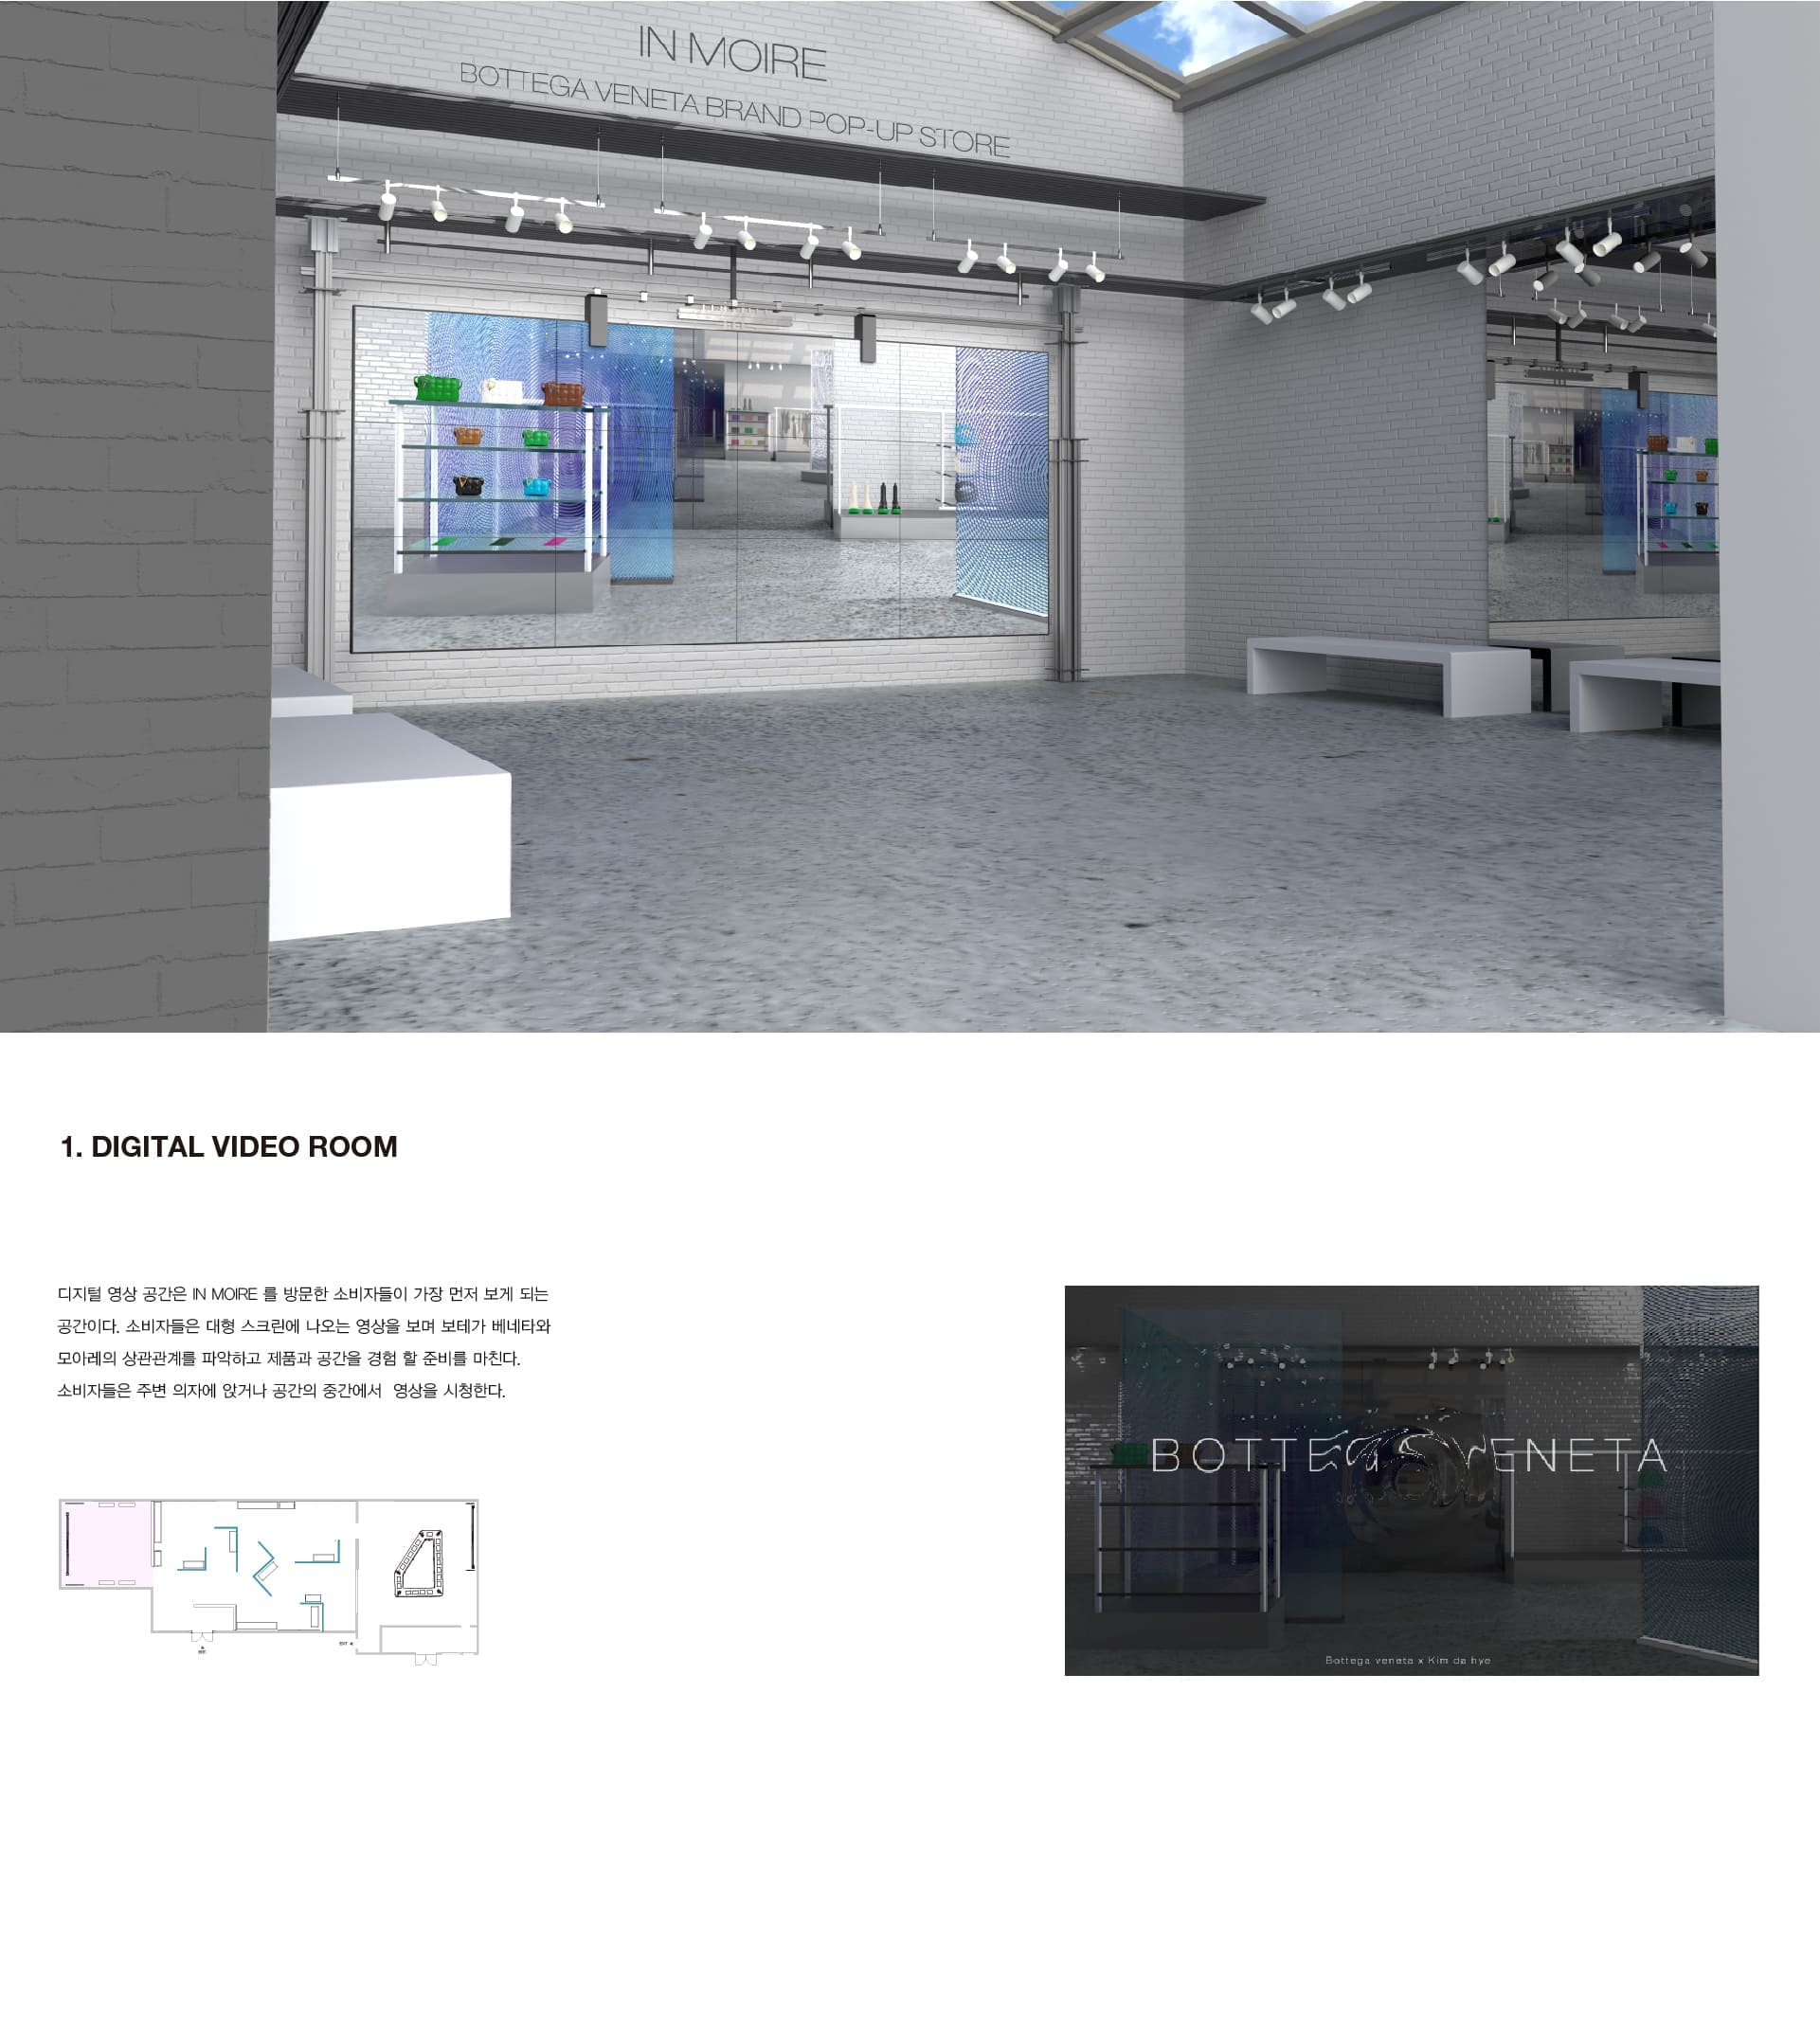 IN MOIRE
BOTTEGA VENETA BRAND POP-UP STORE
1. DIGITAL VIDEO ROOM
디지털 영상 공간은 IN MOIRE 를 방문한 소비자들이 가장 먼저 보게 되는
공간이다. 소비자들은 대형 스크린에 나오는 영상을 보며 보테가 베네타와
모아레의 상관관계를 파악하고 제품과 공간을 경험 할 준비를 마친다.
소비자들은 주변 의자에 앉거나 공간의 중간에서 영상을 시청한다.
BOTTEGA VENETA
Bottega veneta x Kim da hye
EXIT